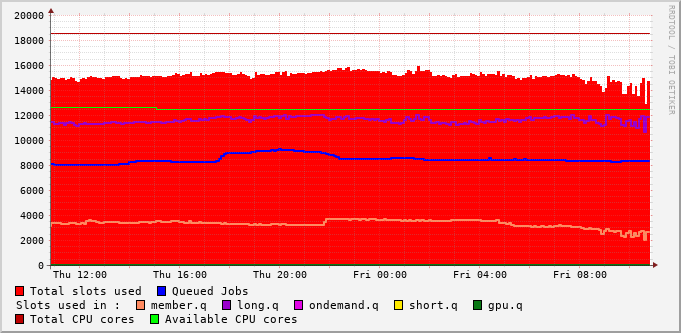 20000
18000
16000
14000
12000
10000
8000
6000
4000
2000
0
Thu 12:00 Thu 16:00 Thu 20:00 Fri 00:00 Fri 04:00 Fri 08:00
Total slots used Queued Jobs
Slots used in : member.q long.q ondemand.q short.q gpu.q
Total CPU cores Available CPU cores
RRDTOOL / TOBI OETIKER